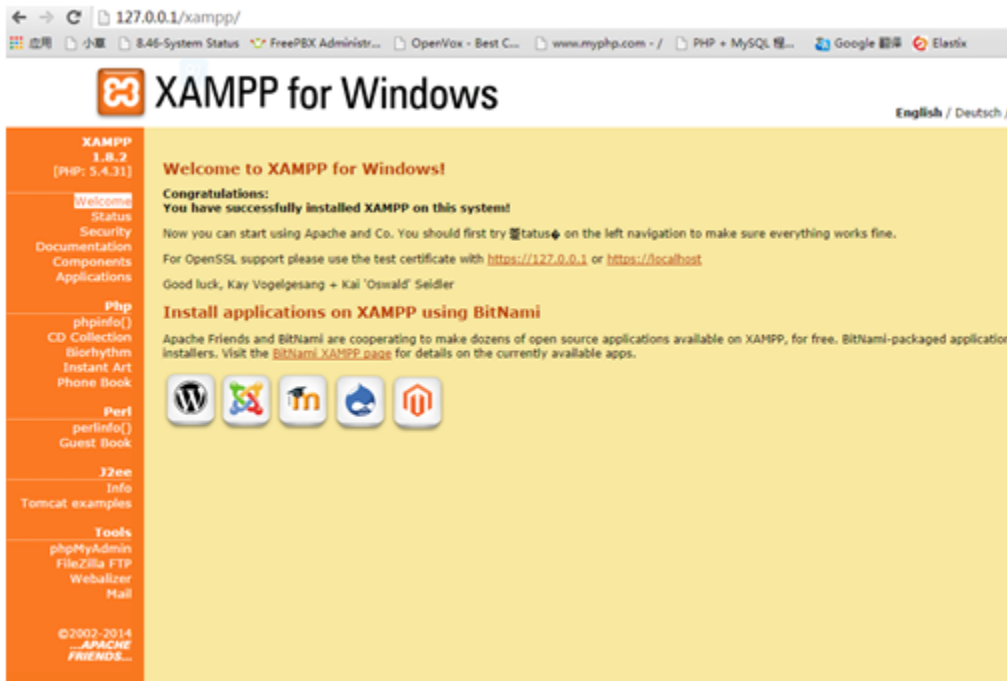 127.0.0.1/xampp/
应用 小車 8.46-System Status FreePBX Administr... OpenVox - Best C... www.myphp.com - / PHP + MySQL 程... Google 翻译 Elastix
XAMPP for Windows
English / Deutsch /
XAMPP
1.8.2
[PHP: 5.4.31]
Welcome
Status
Security
Documentation
Components
Applications
Php
phpinfo()
CD Collection
Biorhythm
Instant Art
Phone Book
Perl
perlinfo()
Guest Book
J2ee
Info
Tomcat examples
Tools
phpMyAdmin
FileZilla FTP
Webalizer
Mail
©2002-2014
...APACHE
FRIENDS...
Welcome to XAMPP for Windows!
Congratulations:
You have successfully installed XAMPP on this system!
Now you can start using Apache and Co. You should first try tatus� on the left navigation to make sure everything works fine.
For OpenSSL support please use the test certificate with https://127.0.0.1 or https://localhost
Good luck, Kay Vogelgesang + Kai 'Oswald' Seidler
Install applications on XAMPP using BitNami
Apache Friends and BitNami are cooperating to make dozens of open source applications available on XAMPP, for free. BitNami-packaged application
installers. Visit the BitNami XAMPP page for details on the currently available apps.